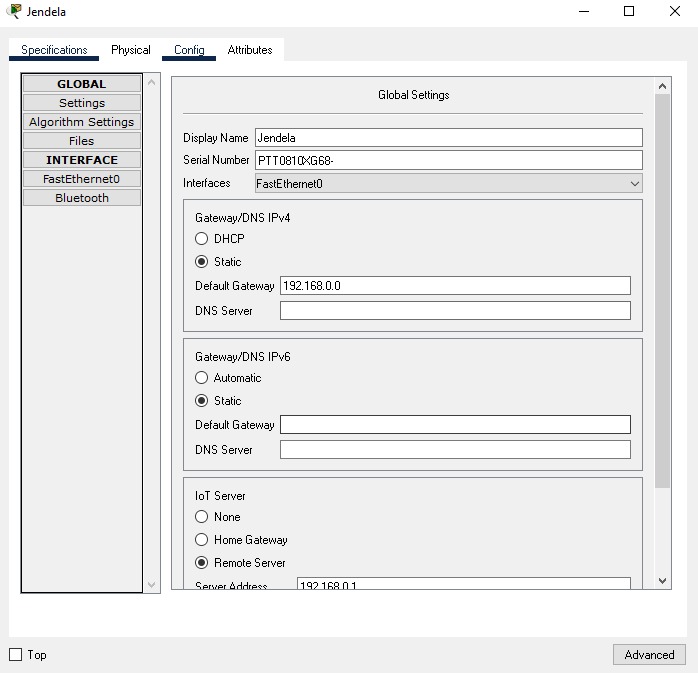 Jendela
Specifications Physical Config Attributes
GLOBAL
Settings
Algorithm Settings
Files
INTERFACE
FastEthernet0
Bluetooth
Global Settings
Display Name Jendela
Serial Number PTT0810XG68-
Interfaces FastEthernet0
Gateway/DNS IPv4
DHCP
Static
Default Gateway 192.168.0.0
DNS Server
Gateway/DNS IPv6
Automatic
Static
Default Gateway
DNS Server
IoT Server
None
Home Gateway
Remote Server
Server Address 192.168.0.1
Top
Advanced